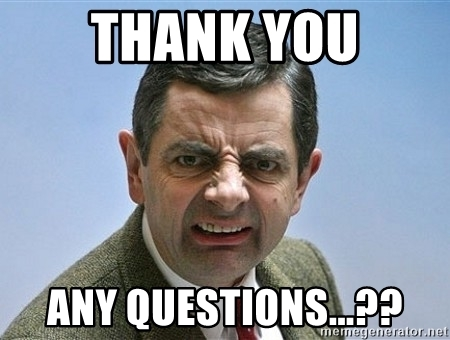 THANK YOU
ANY QUESTIONS...??
memegenerator.net